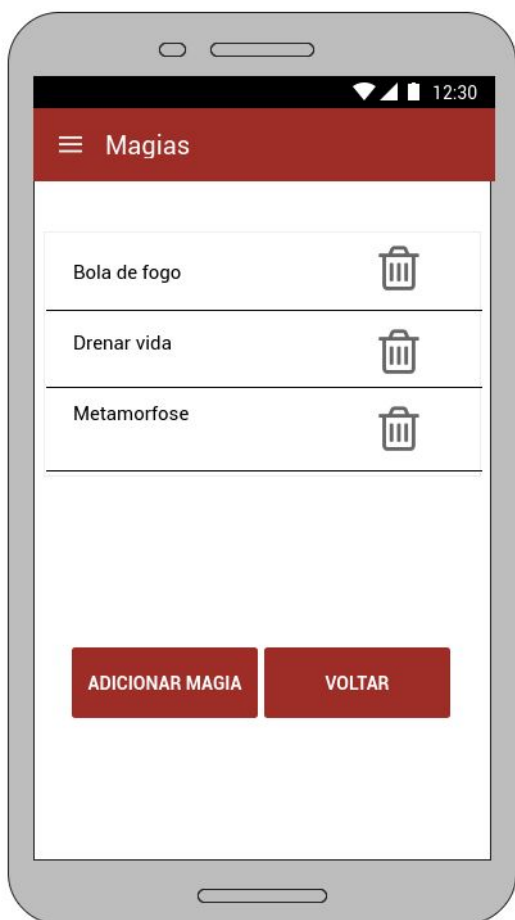 12:30
Magias
Bola de fogo
Drenar vida
Metamorfose
ADICIONAR MAGIA VOLTAR